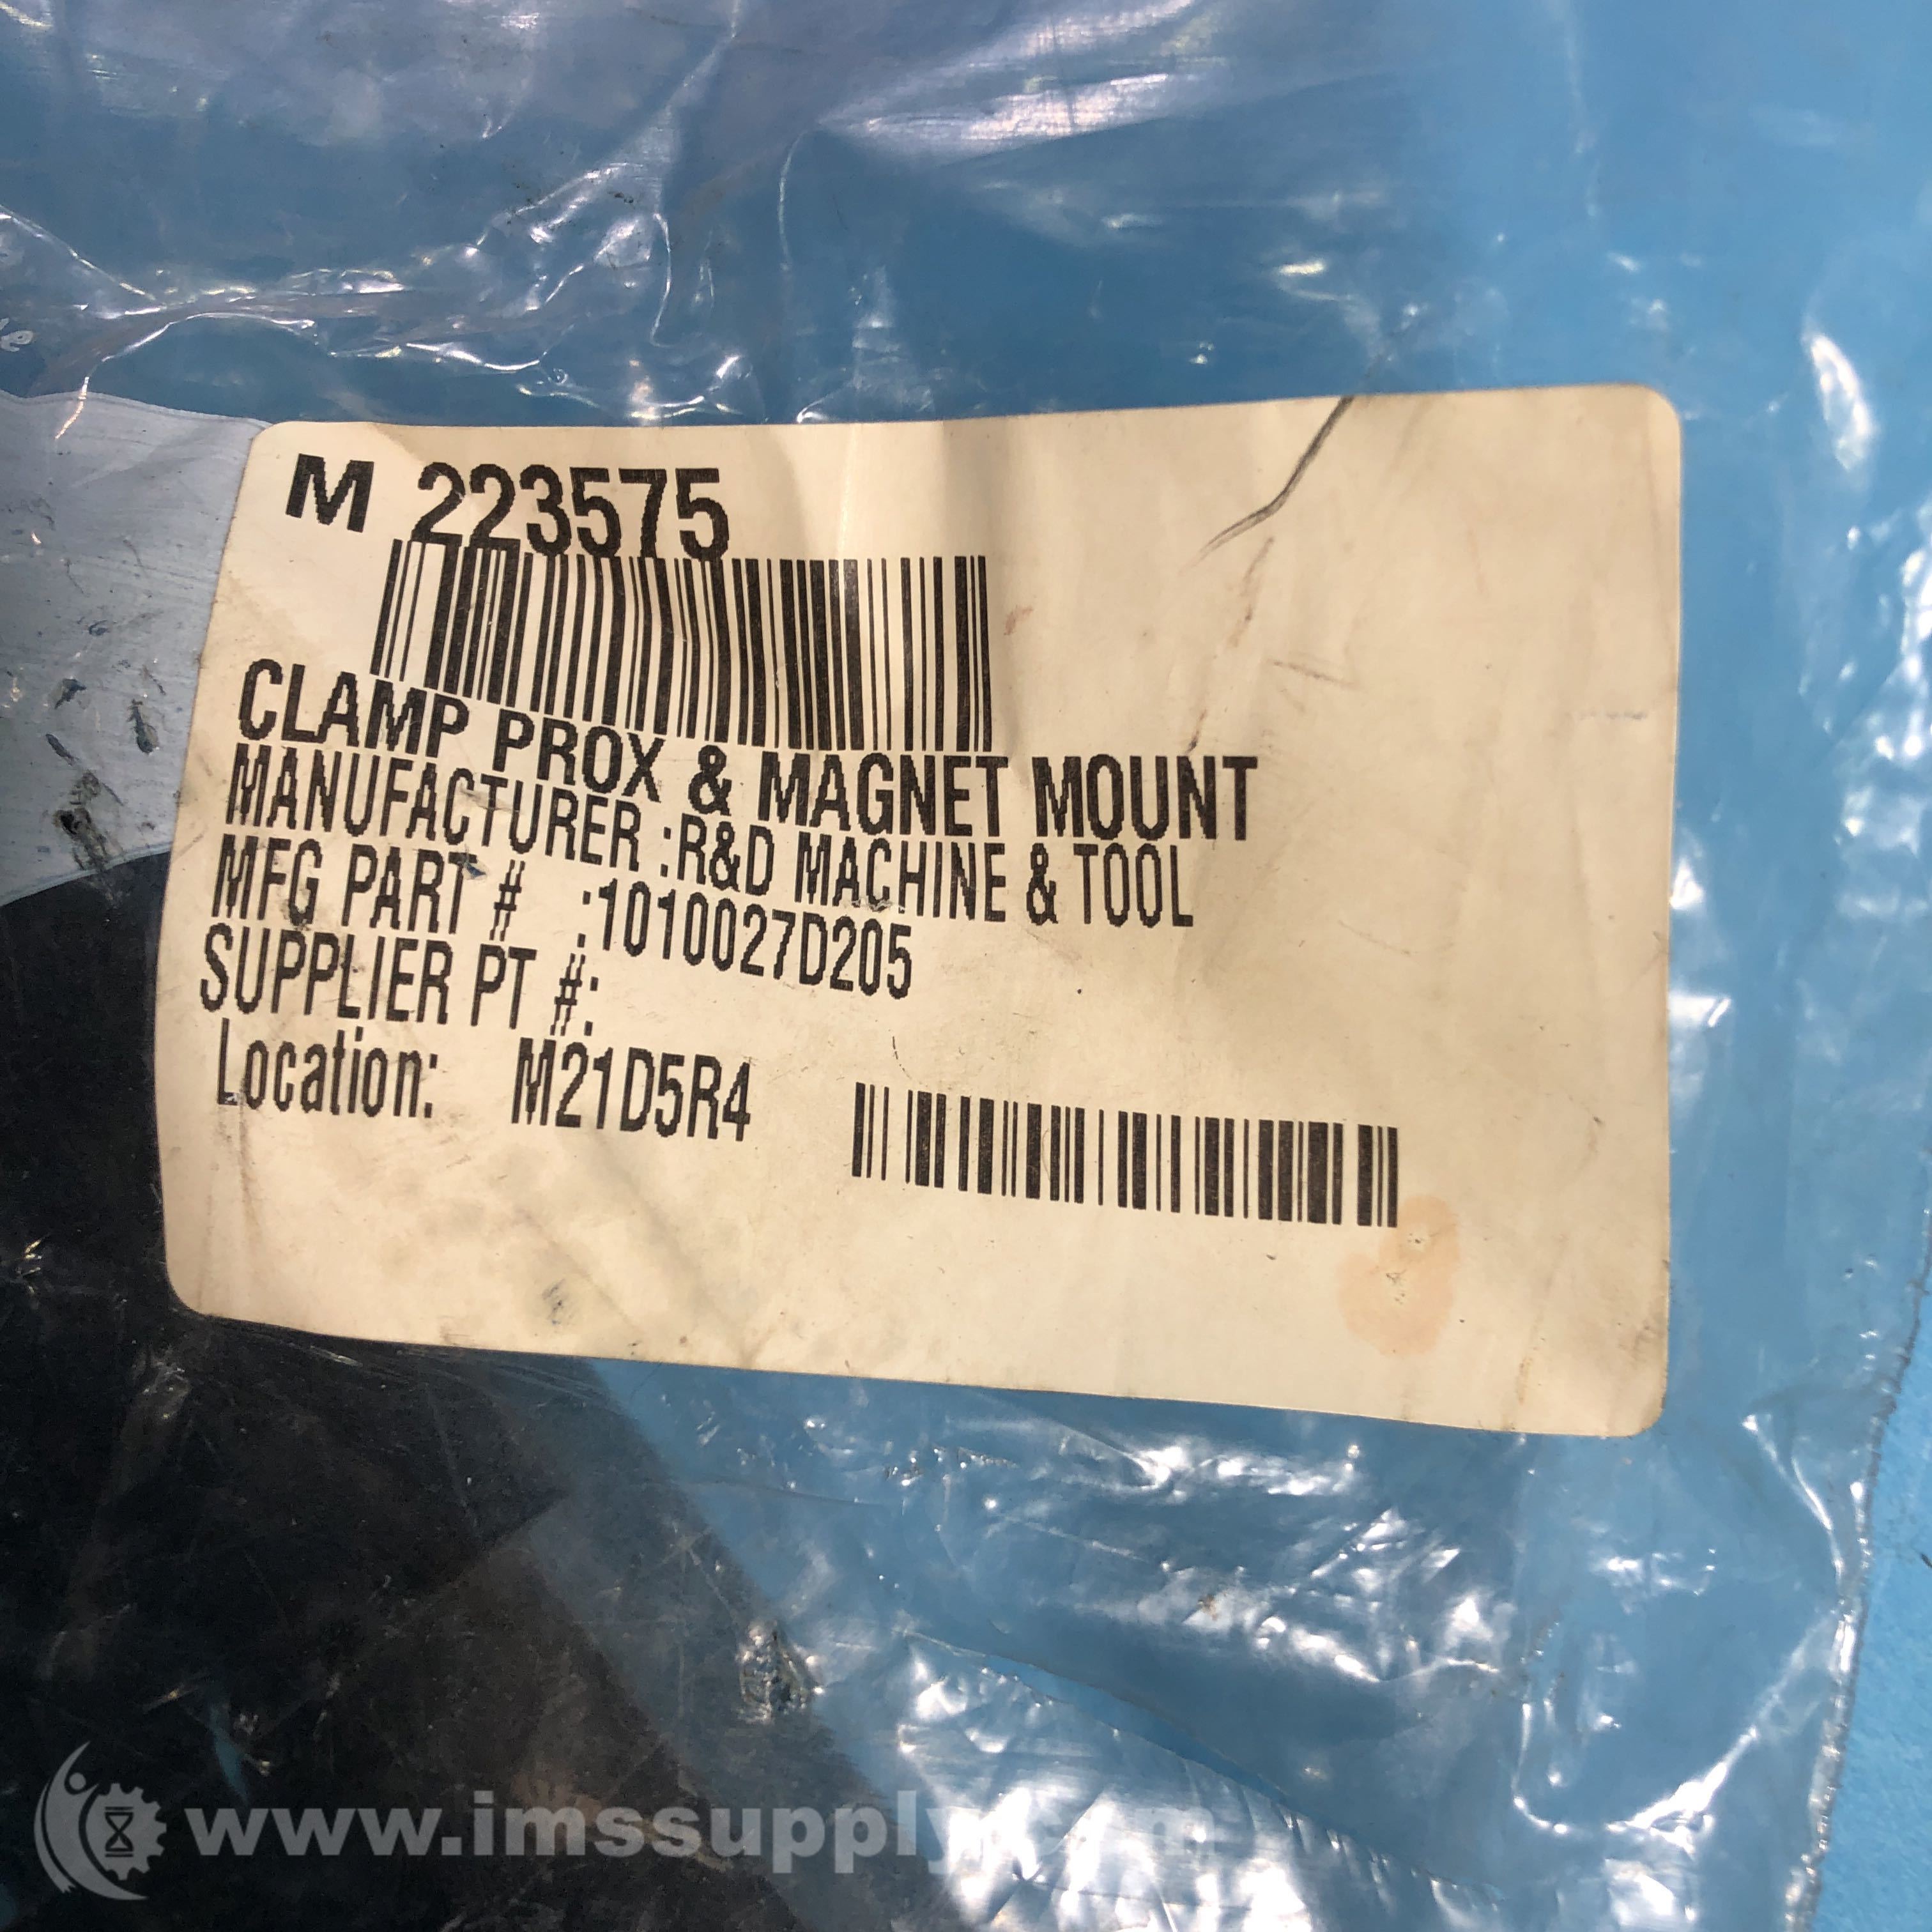 M 223575
CLAMP PROX & MAGNET MOUNT
MANUFACTURER :R&D MACHINE & TOOL
MFG PART # :1010027D205
SUPPLIER PT #:
Location: M21D5R4
www.imssupply.com